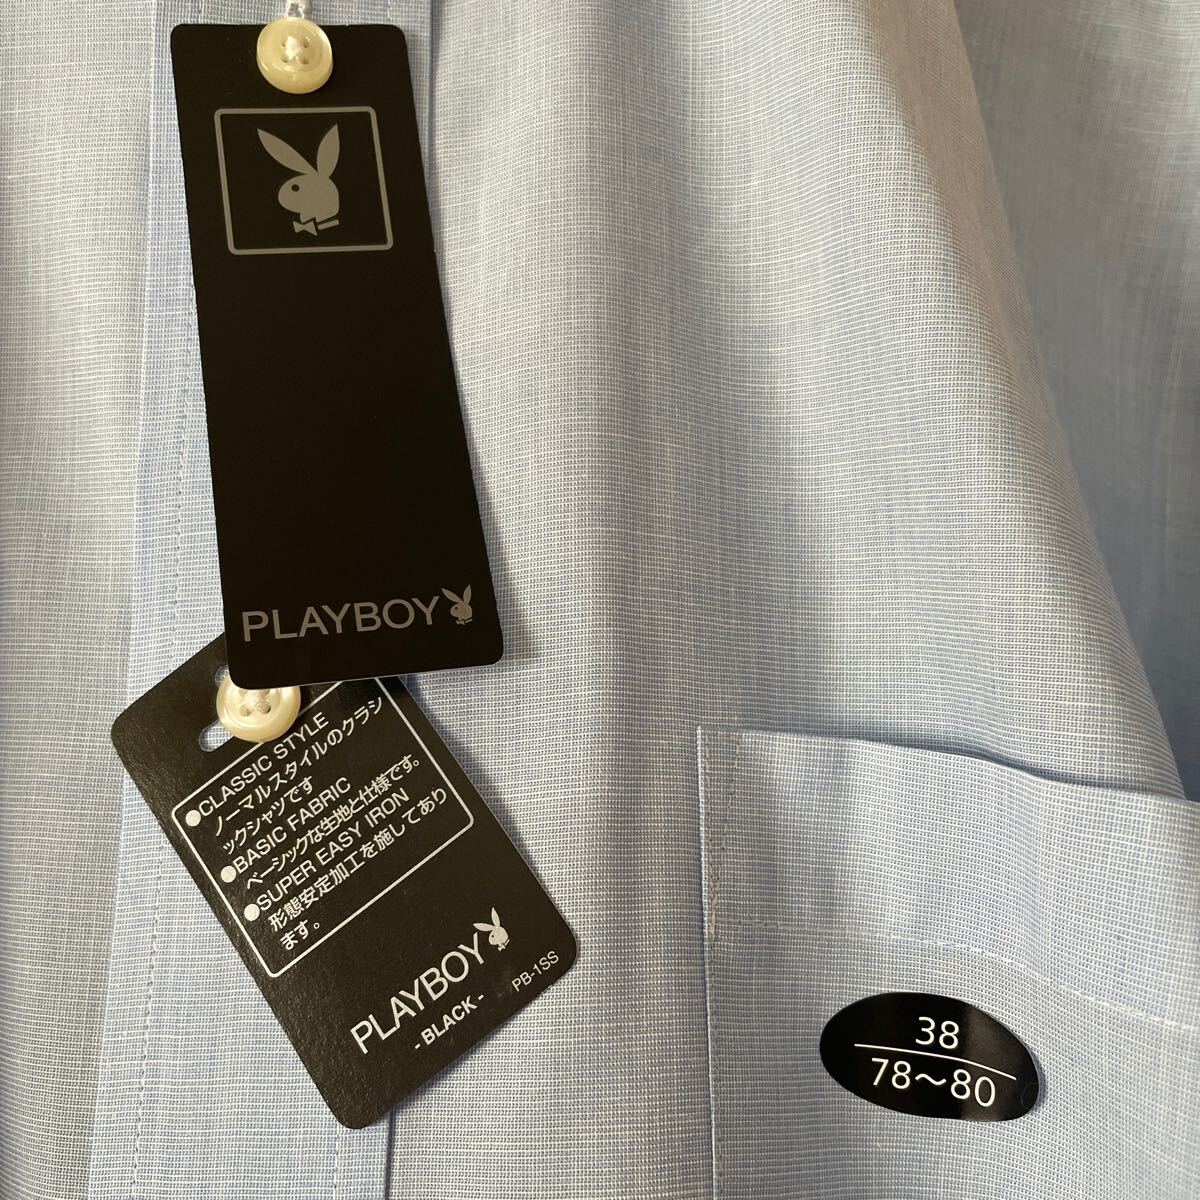 PLAYBOY
●CLASSIC STYLE
ノーマルスタイルのクラシ
ックシャツです
●BASIC FABRIC
ベーシックな生地と仕様です。
●SUPER EASY IRON
形態安定加工を施してあり
ます。
PLAYBOY
- BLACK -
PB-1SS
38
78〜80